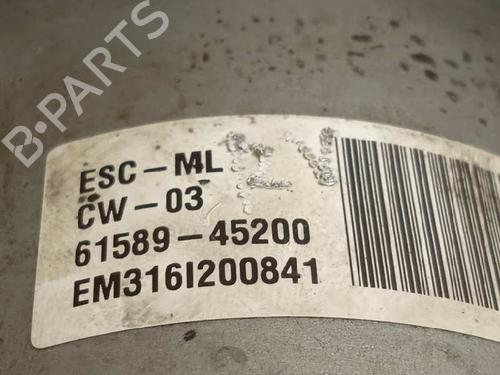 B-PARTS
ESC-ML
CW-03
61589-45200
EM316I200841